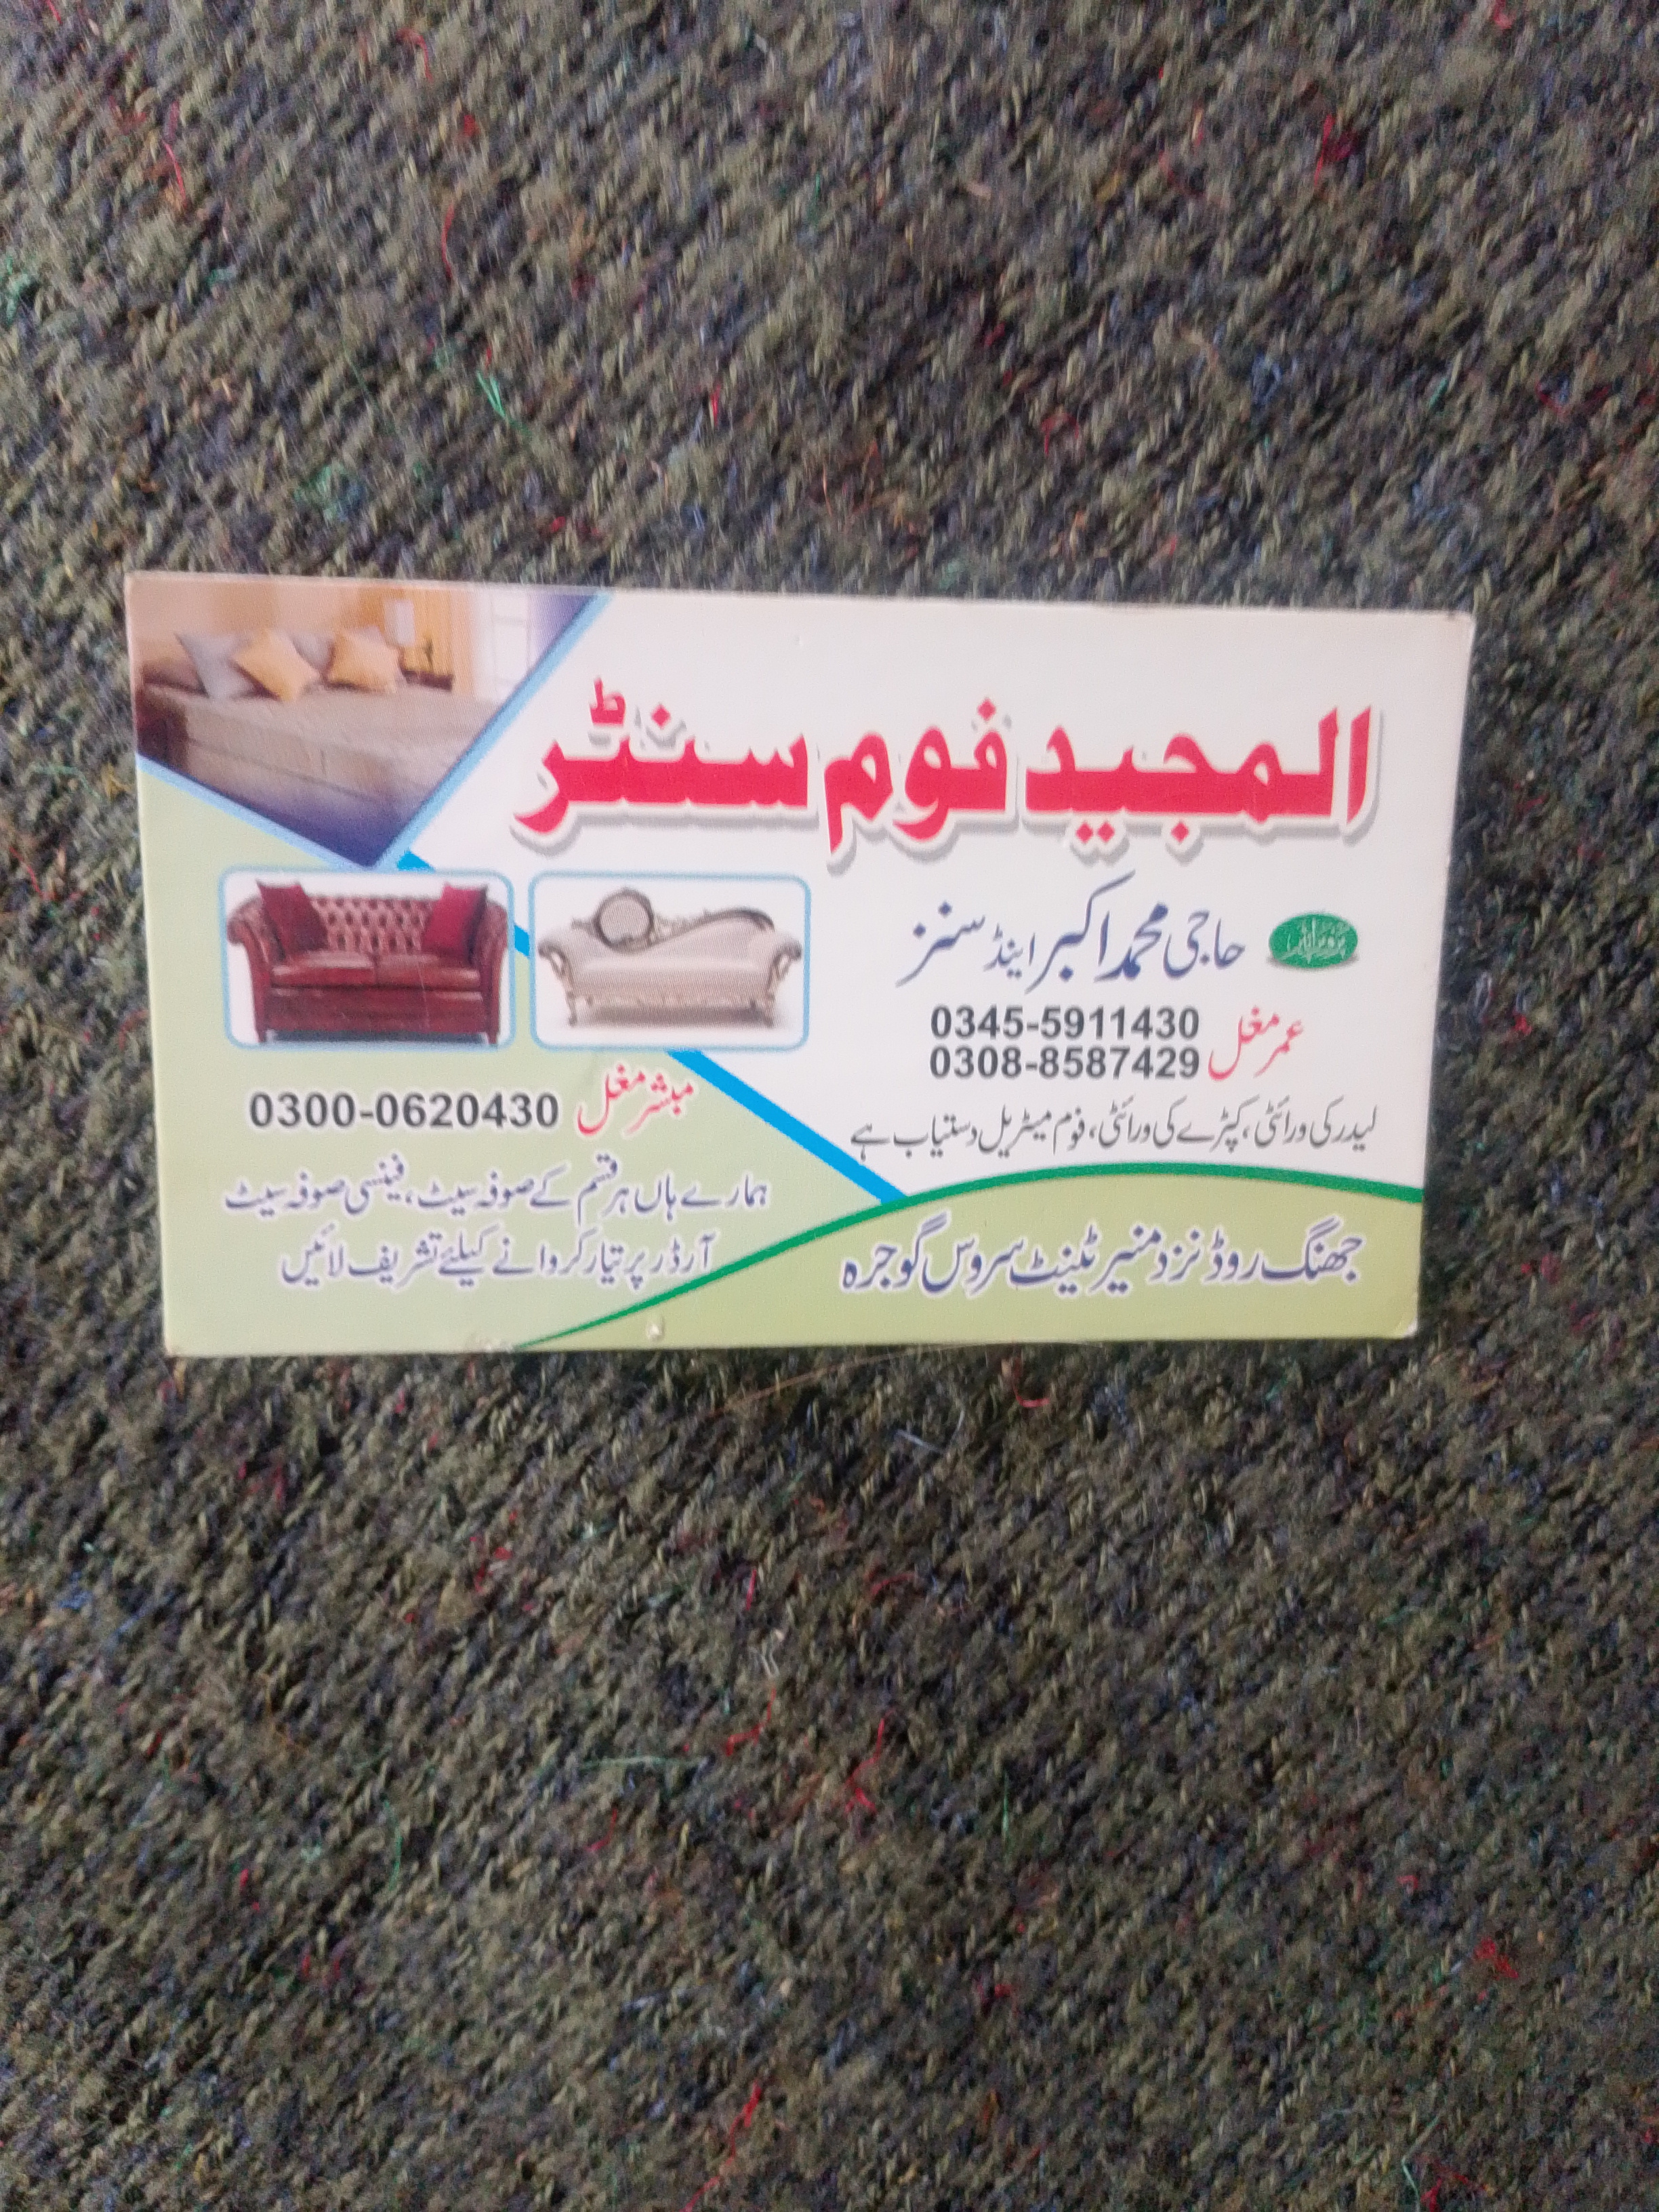 المجید فوم سنٹر
پروپرائٹر
حاجی محمد اکبر اینڈ سنز
عمر مغل 0345-5911430
0308-8587429
مبشر مغل 0300-0620430
لیدر کی ورائٹی، کپڑے کی ورائٹی، فوم میٹریل دستیاب ہے
ہمارے ہاں ہر قسم کے صوفہ سیٹ، فینسی صوفہ سیٹ
آرڈر پر تیار کروانے کیلئے تشریف لائیں
جھنگ روڈ نزد منیر ٹینٹ سروس گوجرہ